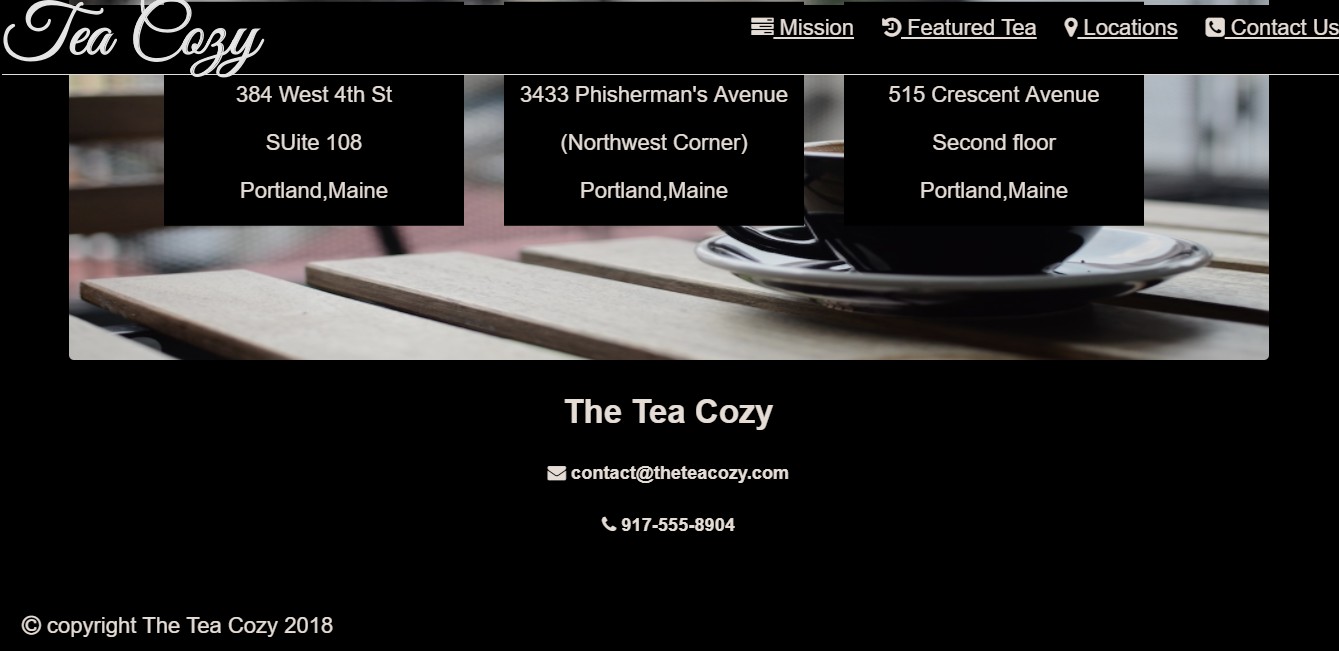 Tea Cozy
Mission Featured Tea Locations Contact Us
384 West 4th St
SUite 108
Portland,Maine
3433 Phisherman's Avenue
(Northwest Corner)
Portland,Maine
515 Crescent Avenue
Second floor
Portland,Maine
The Tea Cozy
contact@theteacozy.com
917-555-8904
© copyright The Tea Cozy 2018